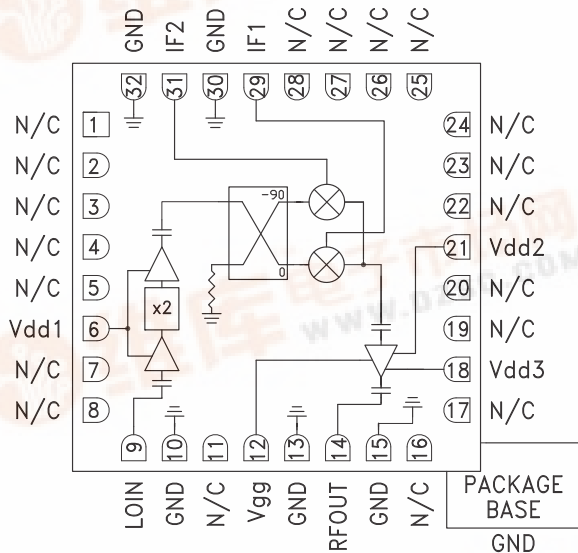 GND
IF2
GND
IF1
N/C
N/C
N/C
N/C
32
31
30
29
28
27
26
25
N/C 1
N/C 2
N/C 3
N/C 4
N/C 5
Vdd1 6
N/C 7
N/C 8
24 N/C
23 N/C
22 N/C
21 Vdd2
20 N/C
19 N/C
18 Vdd3
17 N/C
-90
0
x2
9
10
11
12
13
14
15
16
LOIN
GND
N/C
Vgg
GND
RFOUT
GND
N/C
PACKAGE
BASE
GND